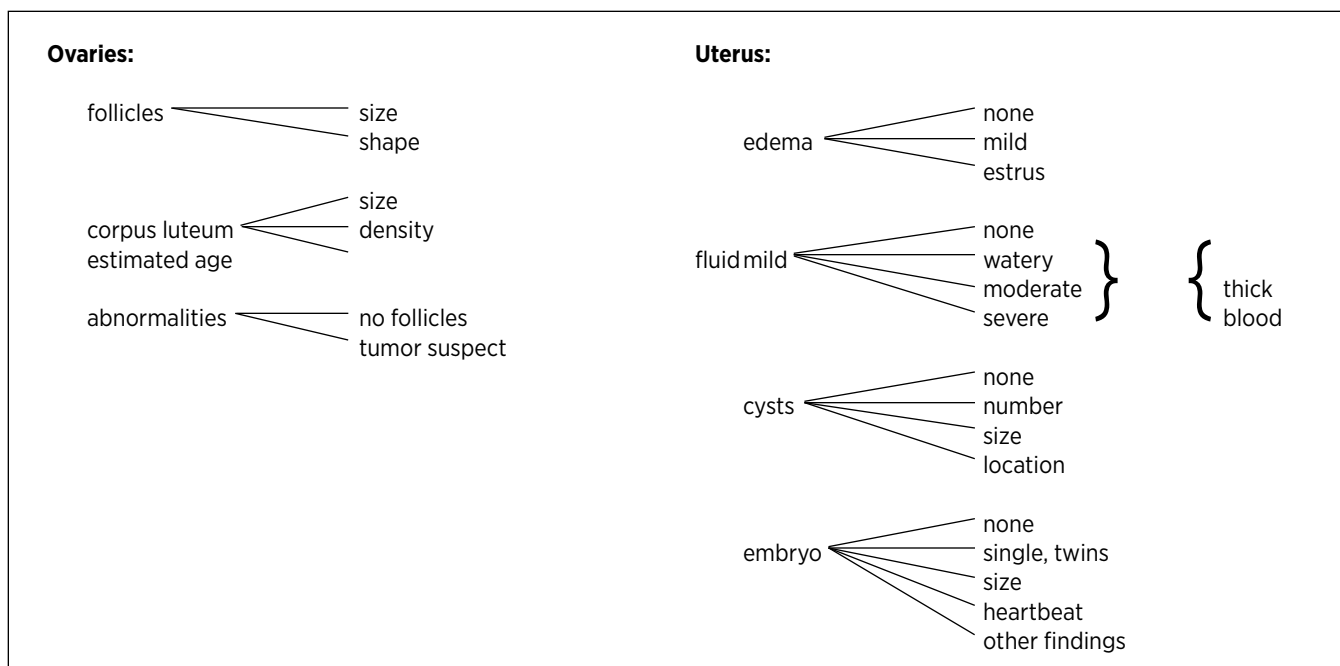 Ovaries:
follicles
size
shape
corpus luteum
estimated age
size
density
abnormalities
no follicles
tumor suspect
Uterus:
edema
none
mild
estrus
fluid mild
none
watery
moderate
severe
thick
blood
cysts
none
number
size
location
embryo
none
single, twins
size
heartbeat
other findings